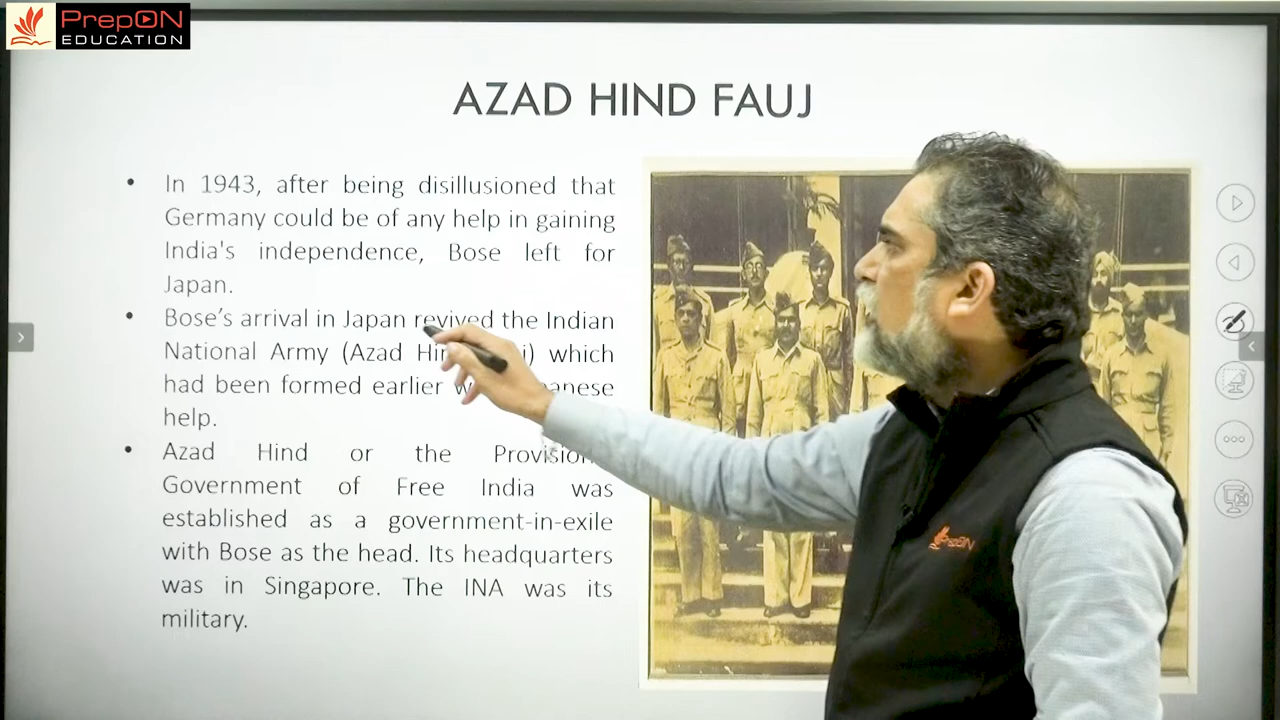 PrepON
EDUCATION
AZAD HIND FAUJ
• In 1943, after being disillusioned that
Germany could be of any help in gaining
India's independence, Bose left for
Japan.
• Bose’s arrival in Japan revived the Indian
National Army (Azad which
had been formed earlier
help.
• Azad Hind or the
Government of Free India was
established as a government-in-exile
with Bose as the head. Its headquarters
was in Singapore. The INA was its
military.
PrepON